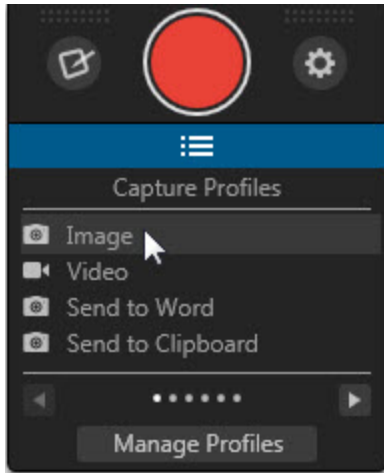 Capture Profiles
Image
Video
Send to Word
Send to Clipboard
Manage Profiles